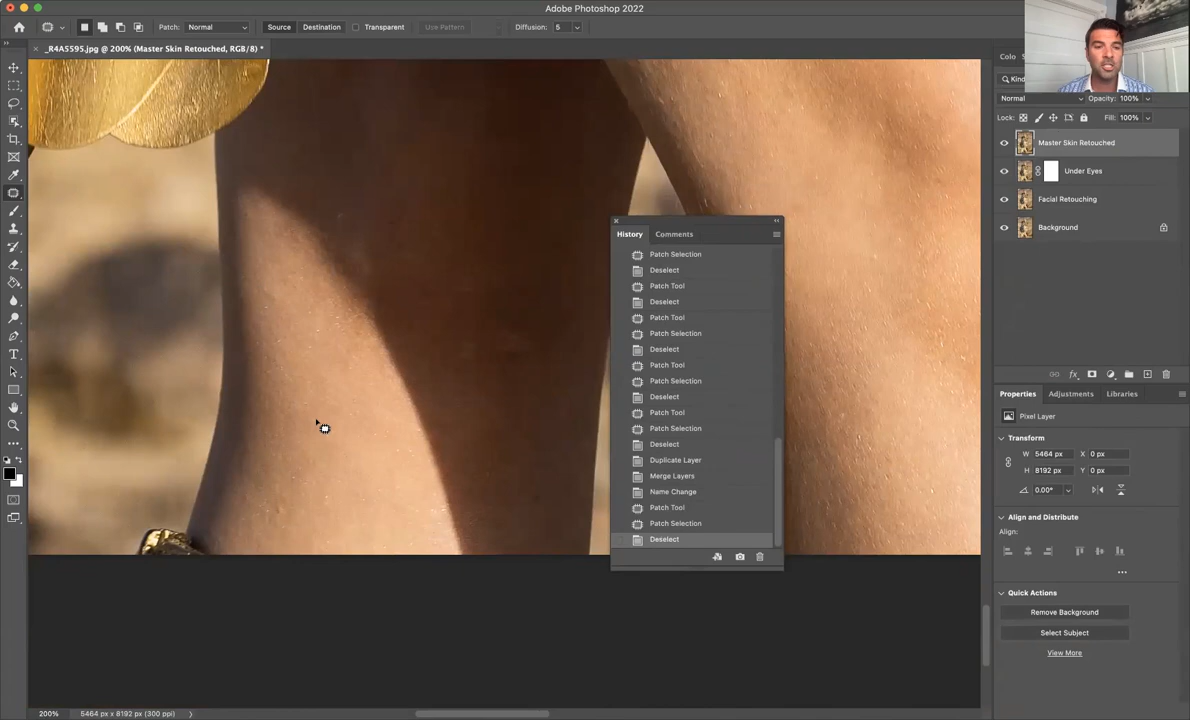 Adobe Photoshop 2022
Patch: Normal Source Destination Transparent Use Pattern Diffusion: 5
_R4A5595.jpg @ 200% (Master Skin Retouched, RGB/8) *
Colo
Kind
Normal Opacity: 100%
Lock: Fill: 100%
Master Skin Retouched
Under Eyes
Facial Retouching
Background
History Comments
Patch Selection
Deselect
Patch Tool
Deselect
Patch Tool
Patch Selection
Deselect
Patch Tool
Patch Selection
Deselect
Patch Tool
Patch Selection
Deselect
Duplicate Layer
Merge Layers
Name Change
Patch Tool
Patch Selection
Deselect
Properties Adjustments Libraries
Pixel Layer
Transform
W 5464 px X 0 px
H 8192 px Y 0 px
0.00°
Align and Distribute
Align:
Quick Actions
Remove Background
Select Subject
View More
200% 5464 px x 8192 px (300 ppi)